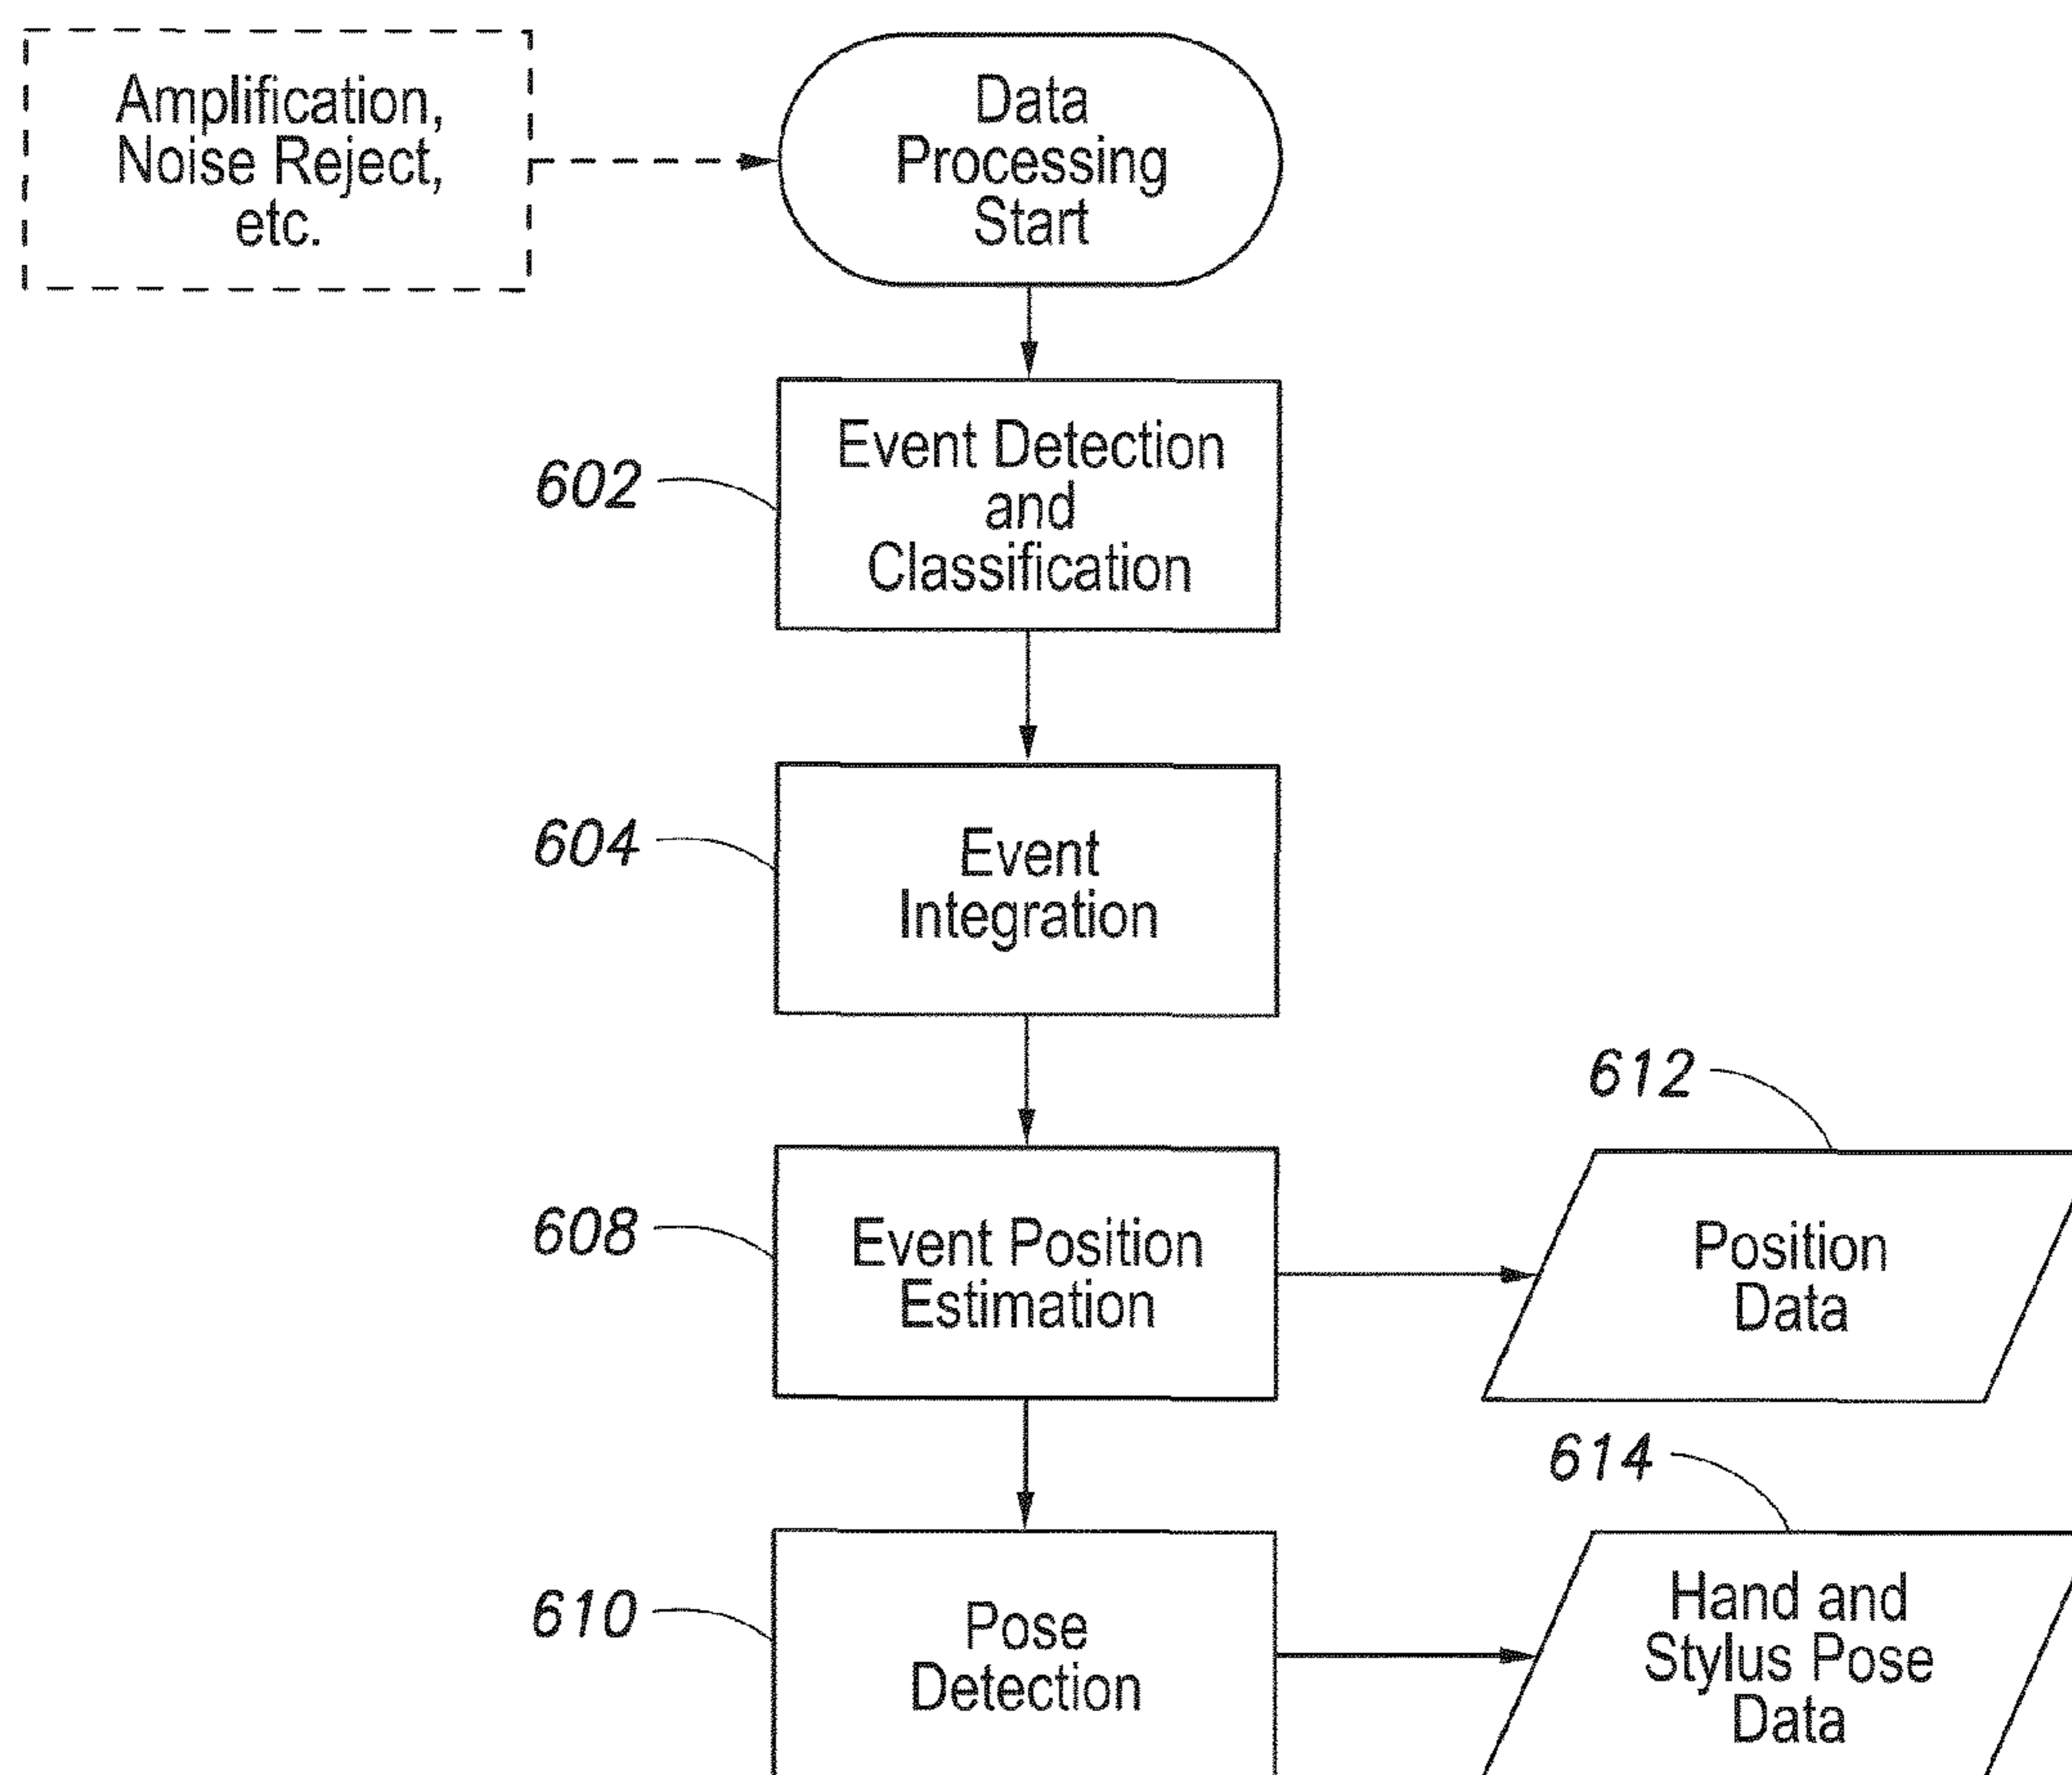 Amplification,
Noise Reject,
etc.
Data
Processing
Start
602
Event Detection
and
Classification
604
Event
Integration
608
Event Position
Estimation
612
Position
Data
610
Pose
Detection
614
Hand and
Stylus Pose
Data